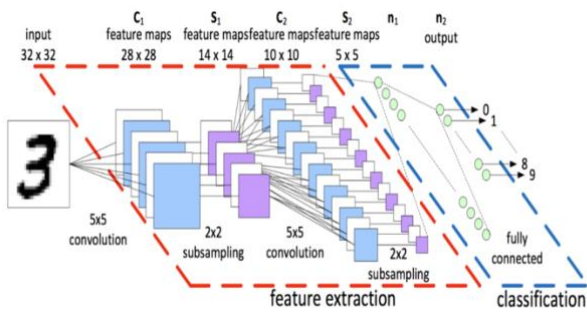 C1 S1 C2 S2 n1 n2
input feature maps feature maps feature maps feature maps output
32 x 32 28 x 28 14 x 14 10 x 10 5 x 5
0
1
8
9
3
5x5
convolution
2x2
subsampling
5x5
convolution
2x2
subsampling
fully
connected
feature extraction
classification